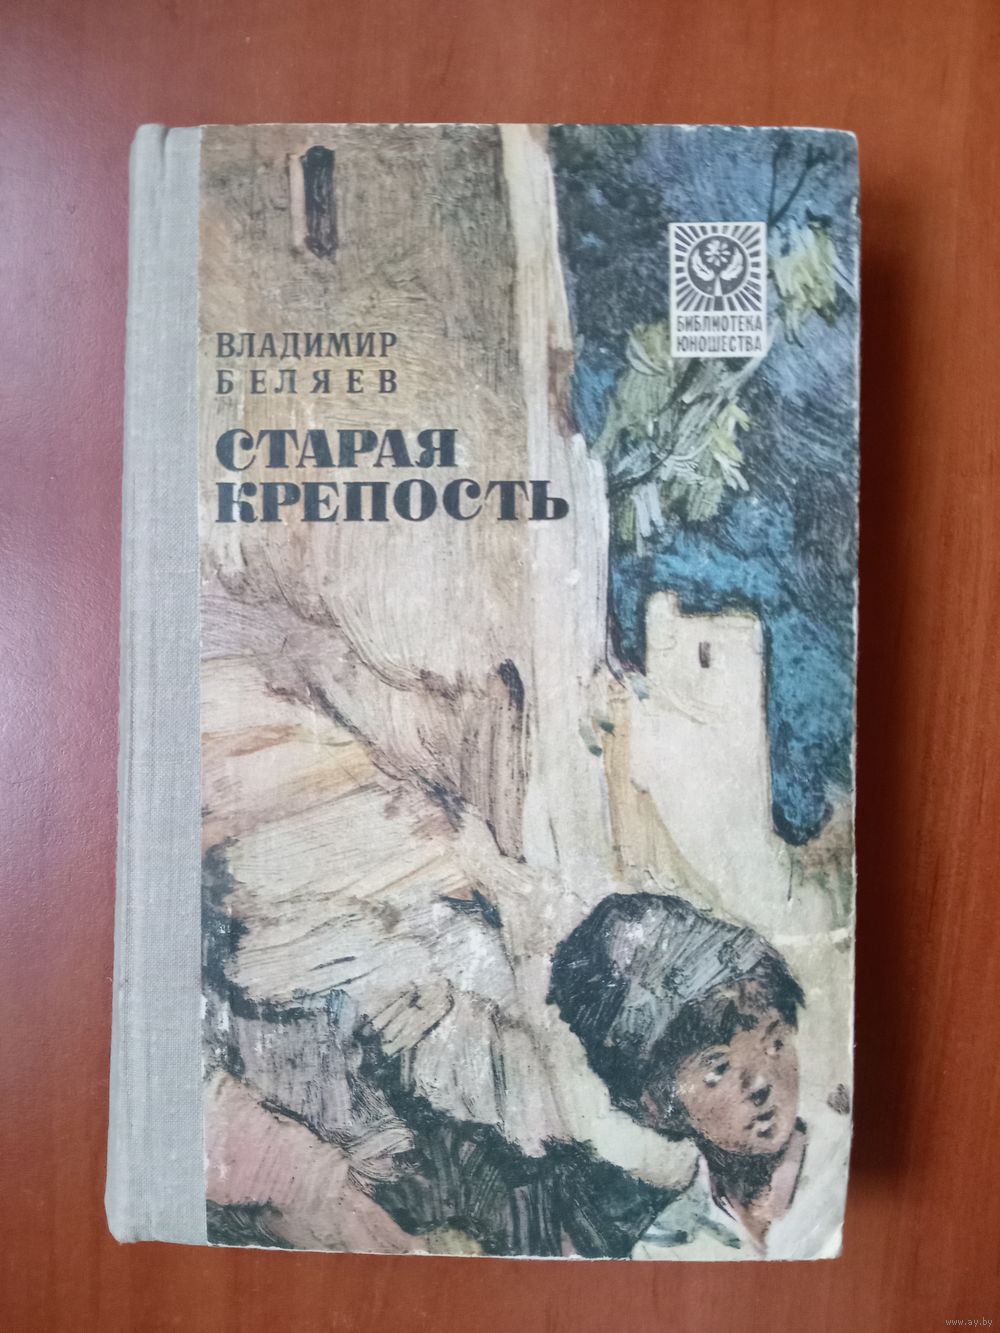 БИБЛИОТЕКА
ЮНОШЕСТВА
ВЛАДИМИР
БЕЛЯЕВ
СТАРАЯ
КРЕПОСТЬ
www.ay.by